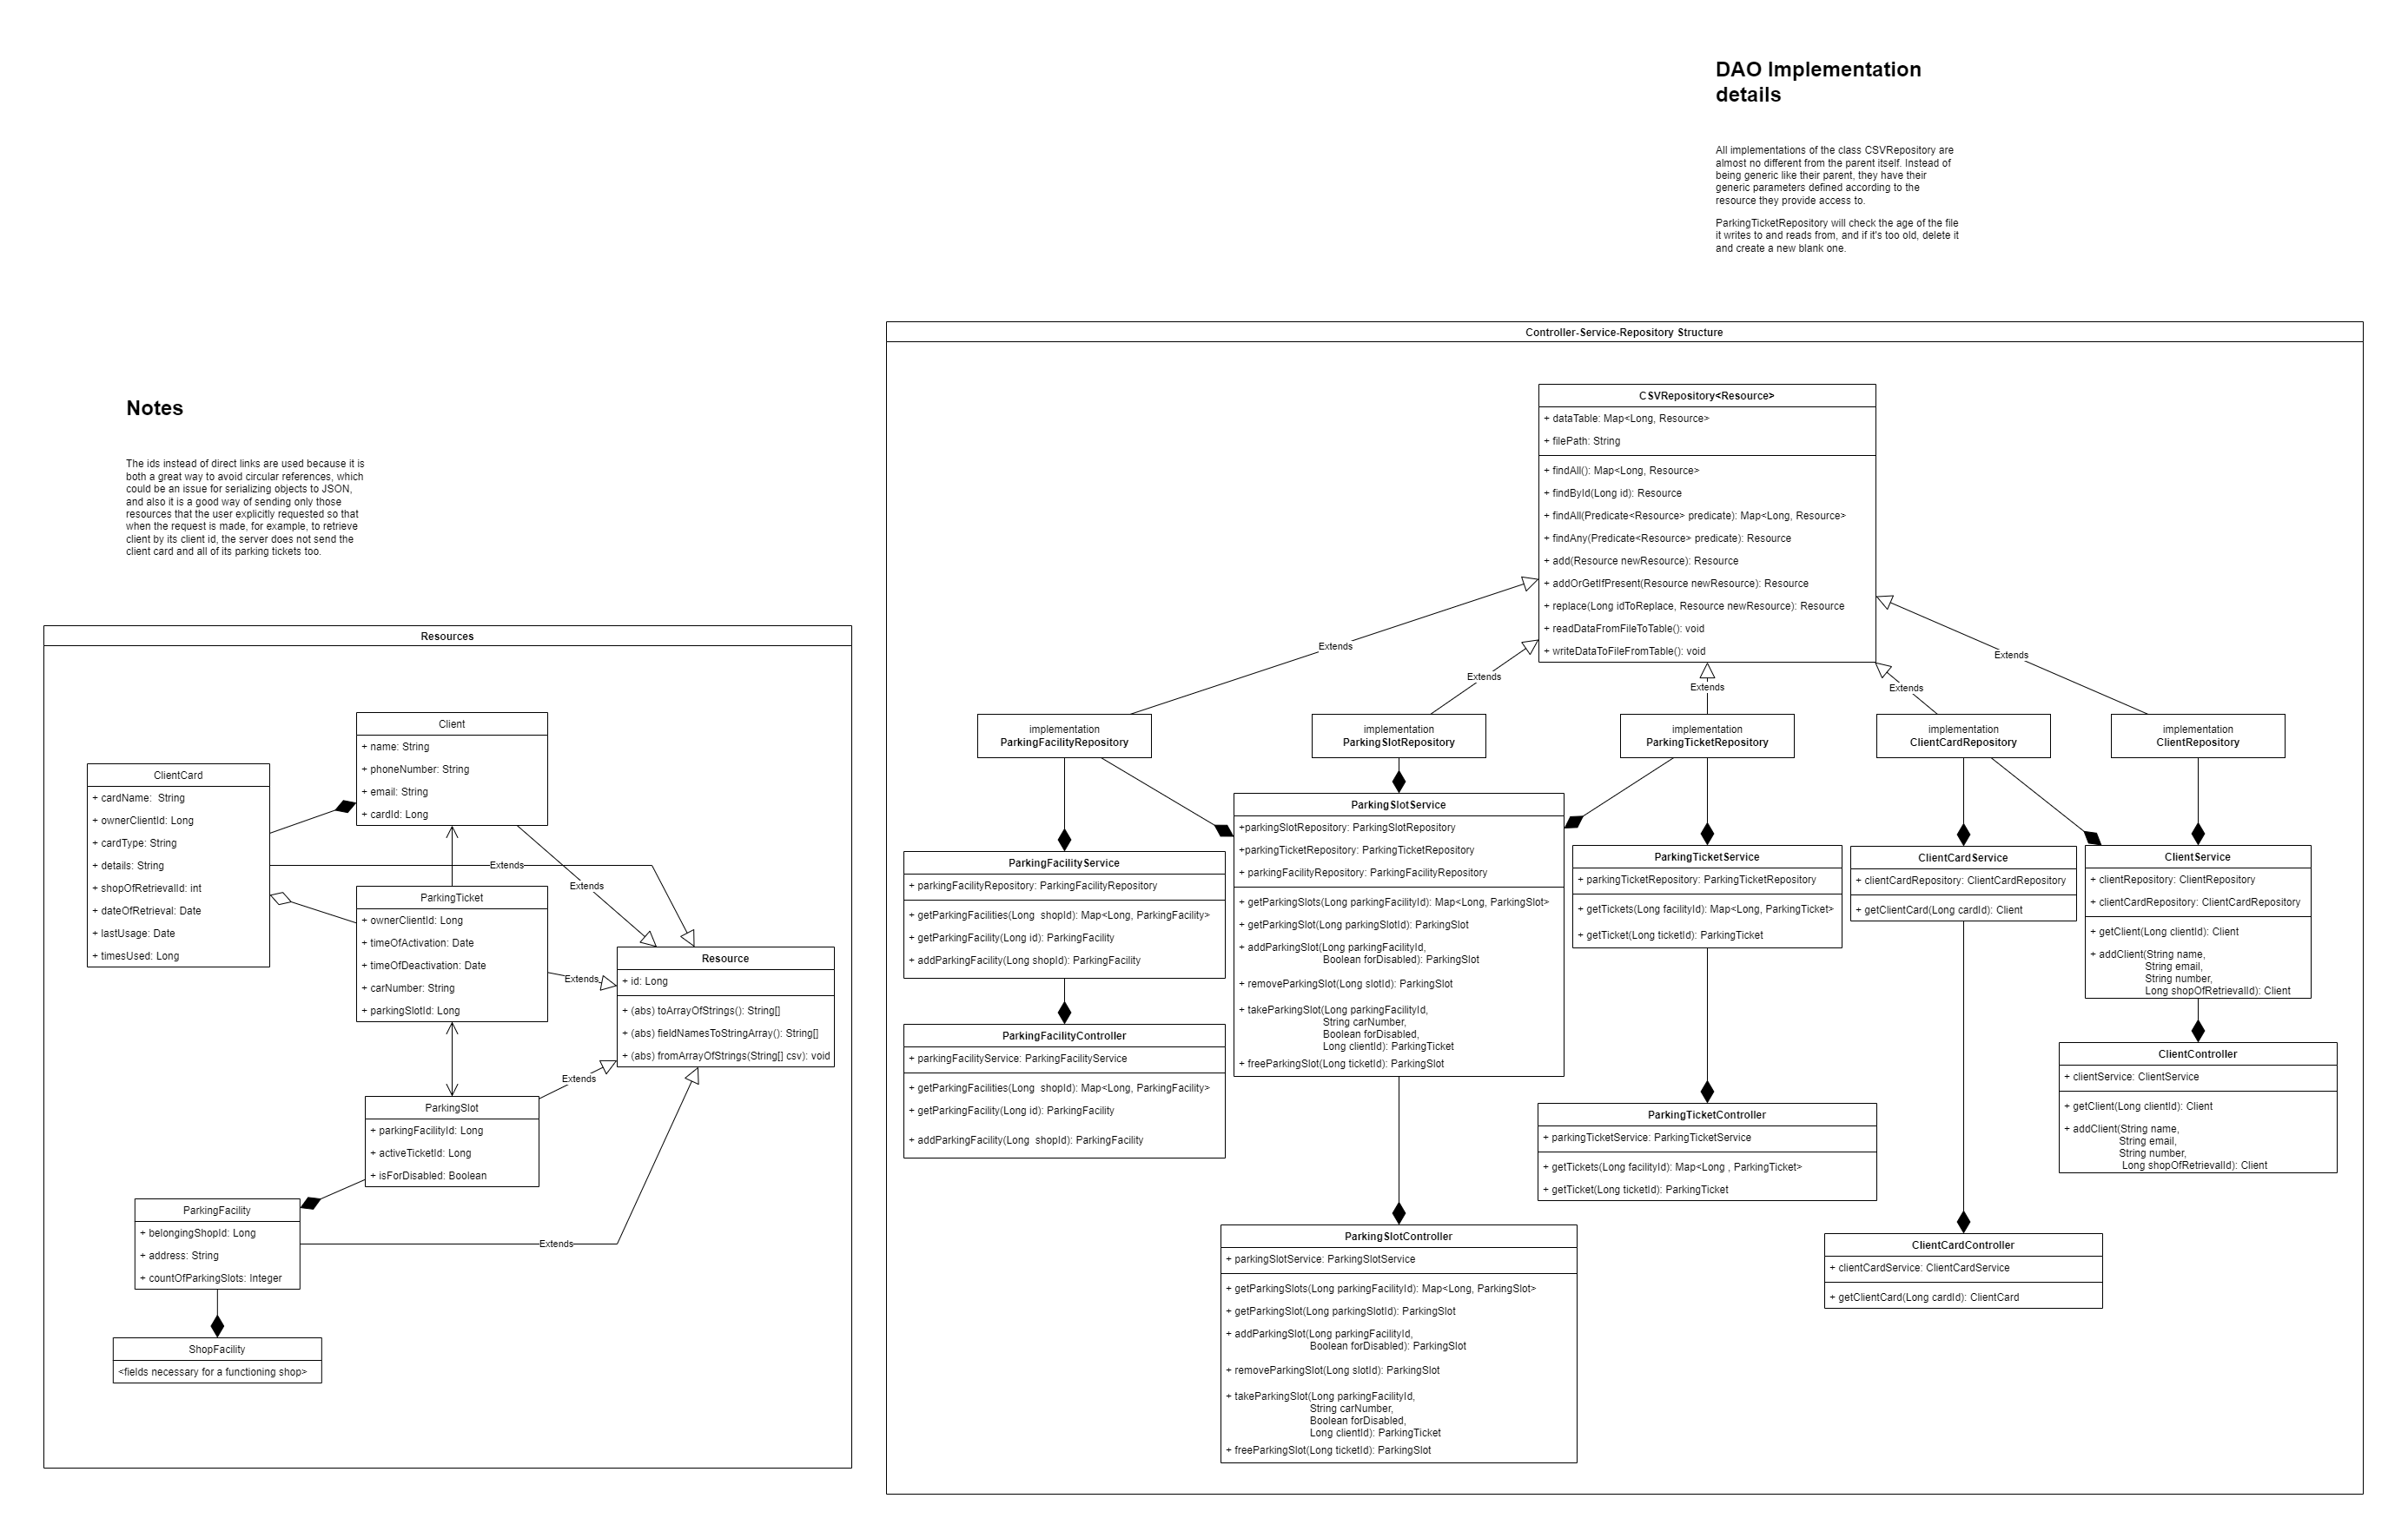 DAO Implementation
details
All implementations of the class CSVRepository are
almost no different from the parent itself. Instead of
being generic like their parent, they have their
generic parameters defined according to the
resource they provide access to.
ParkingTicketRepository will check the age of the file
it writes to and reads from, and if it's too old, delete it
and create a new blank one.
Notes
The ids instead of direct links are used because it is
both a great way to avoid circular references, which
could be an issue for serializing objects to JSON,
and also it is a good way of sending only those
resources that the user explicitly requested so that
when the request is made, for example, to retrieve
client by its client id, the server does not send the
client card and all of its parking tickets too.
Resources
Client
+ name: String
+ phoneNumber: String
+ email: String
+ cardId: Long
ClientCard
+ cardName:  String
+ ownerClientId: Long
+ cardType: String
+ details: String
+ shopOfRetrievalId: int
+ dateOfRetrieval: Date
+ lastUsage: Date
+ timesUsed: Long
Extends
Extends
ParkingTicket
+ ownerClientId: Long
+ timeOfActivation: Date
+ timeOfDeactivation: Date
+ carNumber: String
+ parkingSlotId: Long
Extends
Resource
+ id: Long
+ (abs) toArrayOfStrings(): String[]
+ (abs) fieldNamesToStringArray(): String[]
+ (abs) fromArrayOfStrings(String[] csv): void
Extends
ParkingSlot
+ parkingFacilityId: Long
+ activeTicketId: Long
+ isForDisabled: Boolean
ParkingFacility
+ belongingShopId: Long
+ address: String
+ countOfParkingSlots: Integer
Extends
ShopFacility
<fields necessary for a functioning shop>
Controller-Service-Repository Structure
CSVRepository<Resource>
+ dataTable: Map<Long, Resource>
+ filePath: String
+ findAll(): Map<Long, Resource>
+ findById(Long id): Resource
+ findAll(Predicate<Resource> predicate): Map<Long, Resource>
+ findAny(Predicate<Resource> predicate): Resource
+ add(Resource newResource): Resource
+ addOrGetIfPresent(Resource newResource): Resource
+ replace(Long idToReplace, Resource newResource): Resource
+ readDataFromFileToTable(): void
+ writeDataToFileFromTable(): void
Extends
Extends
Extends
Extends
Extends
implementation
ParkingFacilityRepository
implementation
ParkingSlotRepository
implementation
ParkingTicketRepository
implementation
ClientCardRepository
implementation
ClientRepository
ParkingFacilityService
+ parkingFacilityRepository: ParkingFacilityRepository
+ getParkingFacilities(Long  shopId): Map<Long, ParkingFacility>
+ getParkingFacility(Long id): ParkingFacility
+ addParkingFacility(Long shopId): ParkingFacility
ParkingSlotService
+parkingSlotRepository: ParkingSlotRepository
+parkingTicketRepository: ParkingTicketRepository
+ parkingFacilityRepository: ParkingFacilityRepository
+ getParkingSlots(Long parkingFacilityId): Map<Long, ParkingSlot>
+ getParkingSlot(Long parkingSlotId): ParkingSlot
+ addParkingSlot(Long parkingFacilityId,
Boolean forDisabled): ParkingSlot
+ removeParkingSlot(Long slotId): ParkingSlot
+ takeParkingSlot(Long parkingFacilityId,
String carNumber,
Boolean forDisabled,
Long clientId): ParkingTicket
+ freeParkingSlot(Long ticketId): ParkingSlot
ParkingTicketService
+ parkingTicketRepository: ParkingTicketRepository
+ getTickets(Long facilityId): Map<Long, ParkingTicket>
+ getTicket(Long ticketId): ParkingTicket
ClientCardService
+ clientCardRepository: ClientCardRepository
+ getClientCard(Long cardId): Client
ClientService
+ clientRepository: ClientRepository
+ clientCardRepository: ClientCardRepository
+ getClient(Long clientId): Client
+ addClient(String name,
String email,
String number,
Long shopOfRetrievalId): Client
ParkingFacilityController
+ parkingFacilityService: ParkingFacilityService
+ getParkingFacilities(Long  shopId): Map<Long, ParkingFacility>
+ getParkingFacility(Long id): ParkingFacility
+ addParkingFacility(Long  shopId): ParkingFacility
ClientController
+ clientService: ClientService
+ getClient(Long clientId): Client
+ addClient(String name,
String email,
String number,
Long shopOfRetrievalId): Client
ParkingTicketController
+ parkingTicketService: ParkingTicketService
+ getTickets(Long facilityId): Map<Long , ParkingTicket>
+ getTicket(Long ticketId): ParkingTicket
ParkingSlotController
+ parkingSlotService: ParkingSlotService
+ getParkingSlots(Long parkingFacilityId): Map<Long, ParkingSlot>
+ getParkingSlot(Long parkingSlotId): ParkingSlot
+ addParkingSlot(Long parkingFacilityId,
Boolean forDisabled): ParkingSlot
+ removeParkingSlot(Long slotId): ParkingSlot
+ takeParkingSlot(Long parkingFacilityId,
String carNumber,
Boolean forDisabled,
Long clientId): ParkingTicket
+ freeParkingSlot(Long ticketId): ParkingSlot
ClientCardController
+ clientCardService: ClientCardService
+ getClientCard(Long cardId): ClientCard